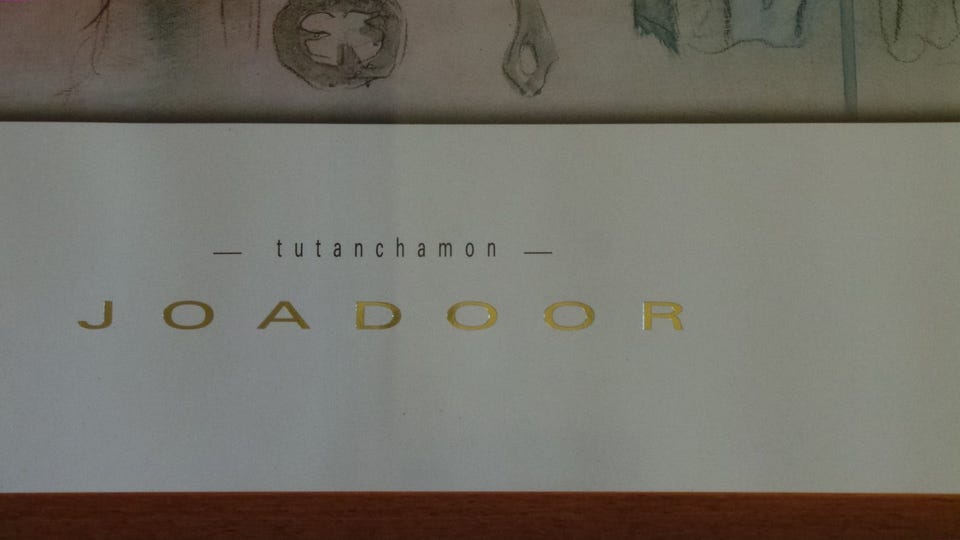 — tutanchamon —
JOADOOR